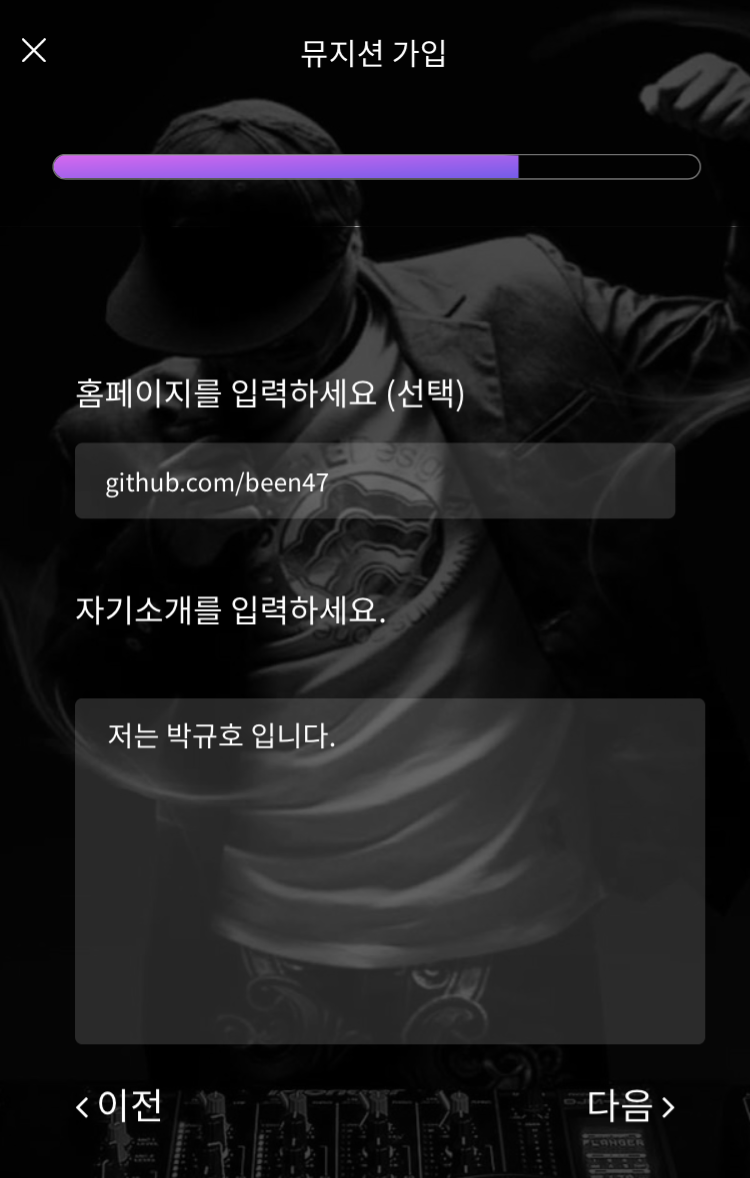 뮤지션 가입
홈페이지를 입력하세요 (선택)
github.com/been47
자기소개를 입력하세요.
저는 박규호 입니다.
이전
다음
FLANGER